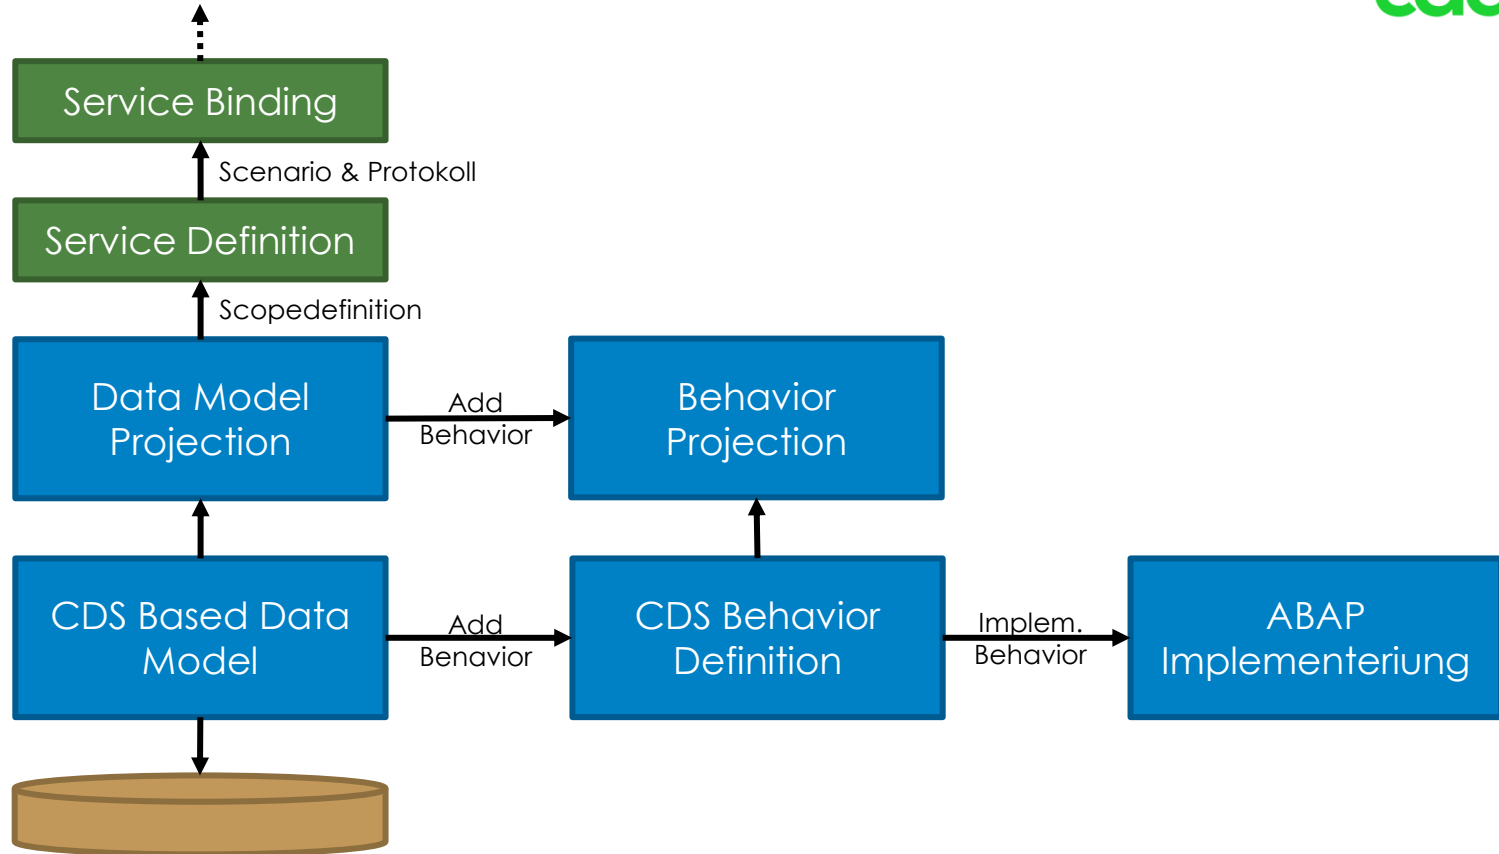 Service Binding
Scenario & Protokoll
Service Definition
Scopedefinition
Data Model
Projection
Add
Behavior
Behavior
Projection
CDS Based Data
Model
Add
Benavior
CDS Behavior
Definition
Implem.
Behavior
ABAP
Implementeriung